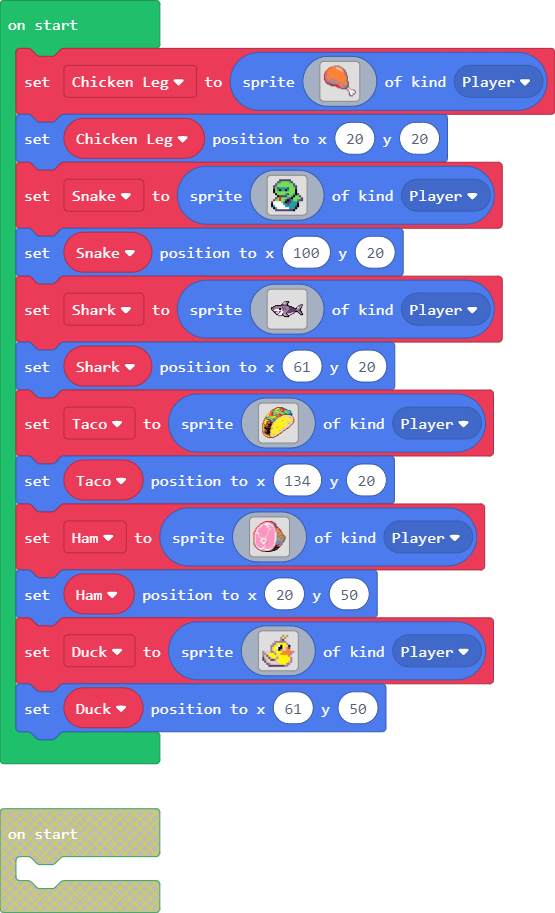 on start
set Chicken Leg to sprite of kind Player
set Chicken Leg position to x 20 y 20
set Snake to sprite of kind Player
set Snake position to x 100 y 20
set Shark to sprite of kind Player
set Shark position to x 61 y 20
set Taco to sprite of kind Player
set Taco position to x 134 y 20
set Ham to sprite of kind Player
set Ham position to x 20 y 50
set Duck to sprite of kind Player
set Duck position to x 61 y 50
on start